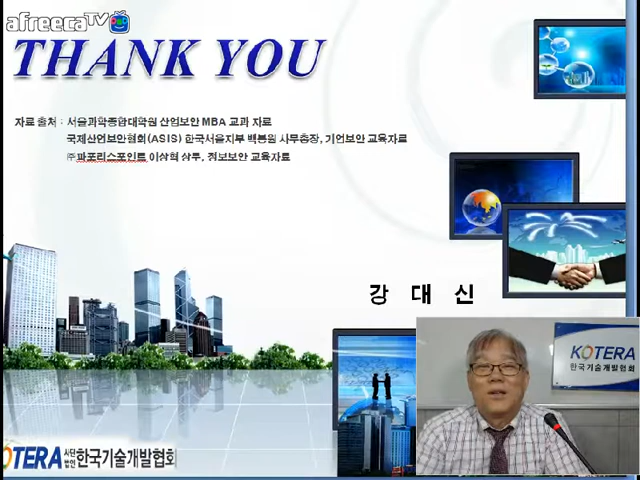 afreecaTV
THANK YOU
자료 출처 : 서울과학종합대학원 산업보안 MBA 교과 자료
국제산업보안협회(ASIS) 한국서울지부 백봉원 사무총장, 기업보안 교육자료
㈜파포리스포인트 이상혁 상무, 정보보안 교육자료
강 대 신
KOTERA
한국기술개발협회
KOTERA 사단법인 한국기술개발협회